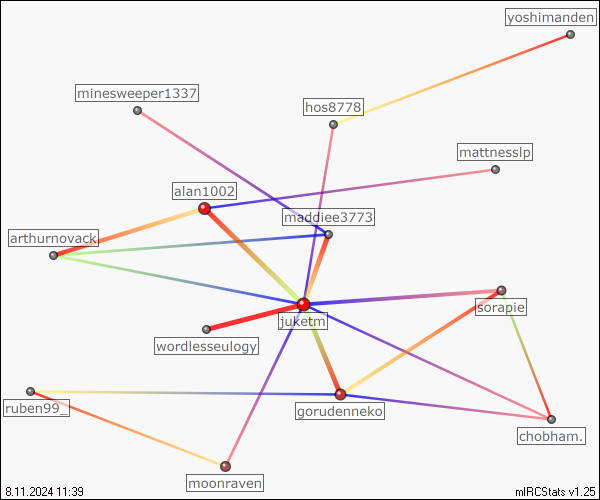 yoshimanden
minesweeper1337
hos8778
mattnesslp
alan1002
maddiee3773
arthurnovack
sorapie
juketm
wordlesseulogy
ruben99_
gorudenneko
chobham.
moonraven
8.11.2024 11:39
mIRCStats v1.25